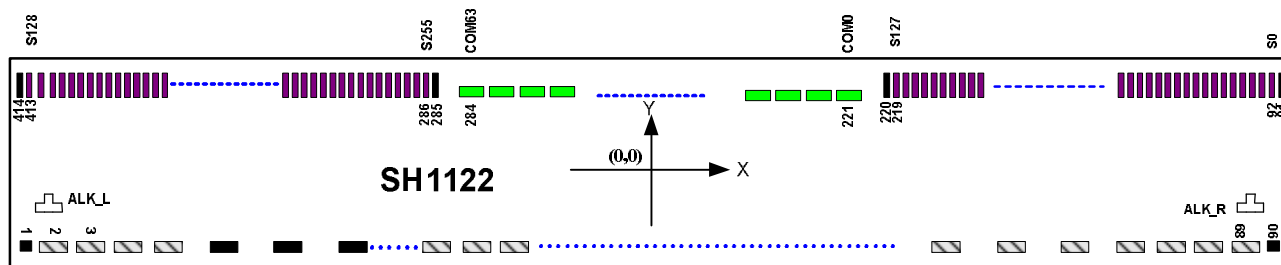 S128
S255
COM63
COM0
S127
S0
414
413
286
285
284
221
220
219
92
Y
(0,0)
X
SH1122
ALK_L
ALK_R
1
2
3
89
90